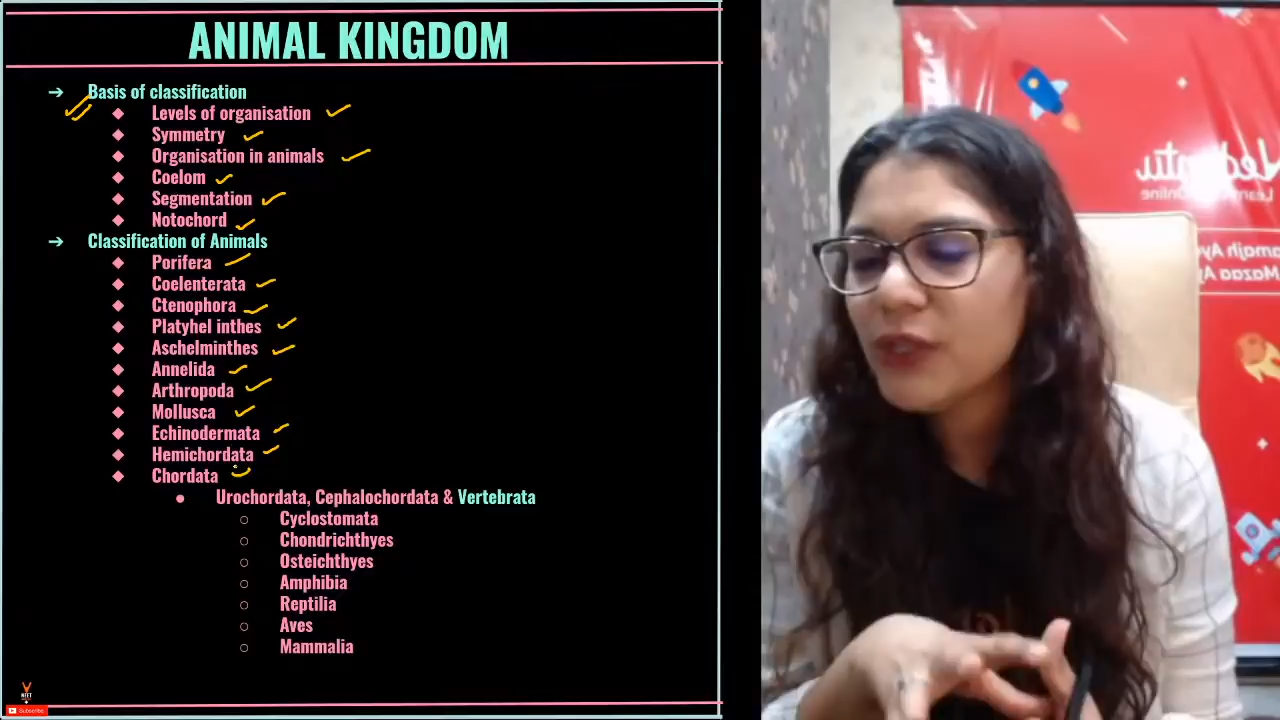 ANIMAL KINGDOM
➔ Basis of classification
◆ Levels of organisation
◆ Symmetry
◆ Organisation in animals
◆ Coelom
◆ Segmentation
◆ Notochord
➔ Classification of Animals
◆ Porifera
◆ Coelenterata
◆ Ctenophora
◆ Platyhel inthes
◆ Aschelminthes
◆ Annelida
◆ Arthropoda
◆ Mollusca
◆ Echinodermata
◆ Hemichordata
◆ Chordata
● Urochordata, Cephalochordata & Vertebrata
○ Cyclostomata
○ Chondrichthyes
○ Osteichthyes
○ Amphibia
○ Reptilia
○ Aves
○ Mammalia
NEET
Subscribe